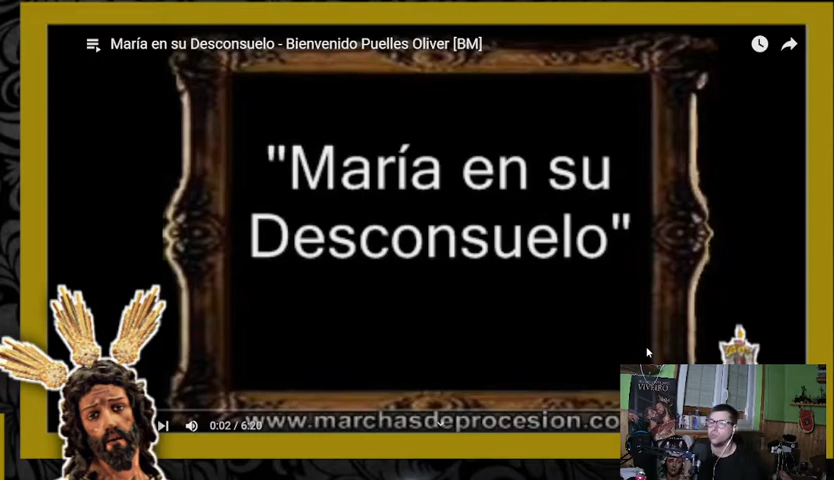 María en su Desconsuelo - Bienvenido Puelles Oliver [BM]
"María en su
Desconsuelo"
www.marchasdeprocesion.co
0:02 / 6:20
VIVEIRO